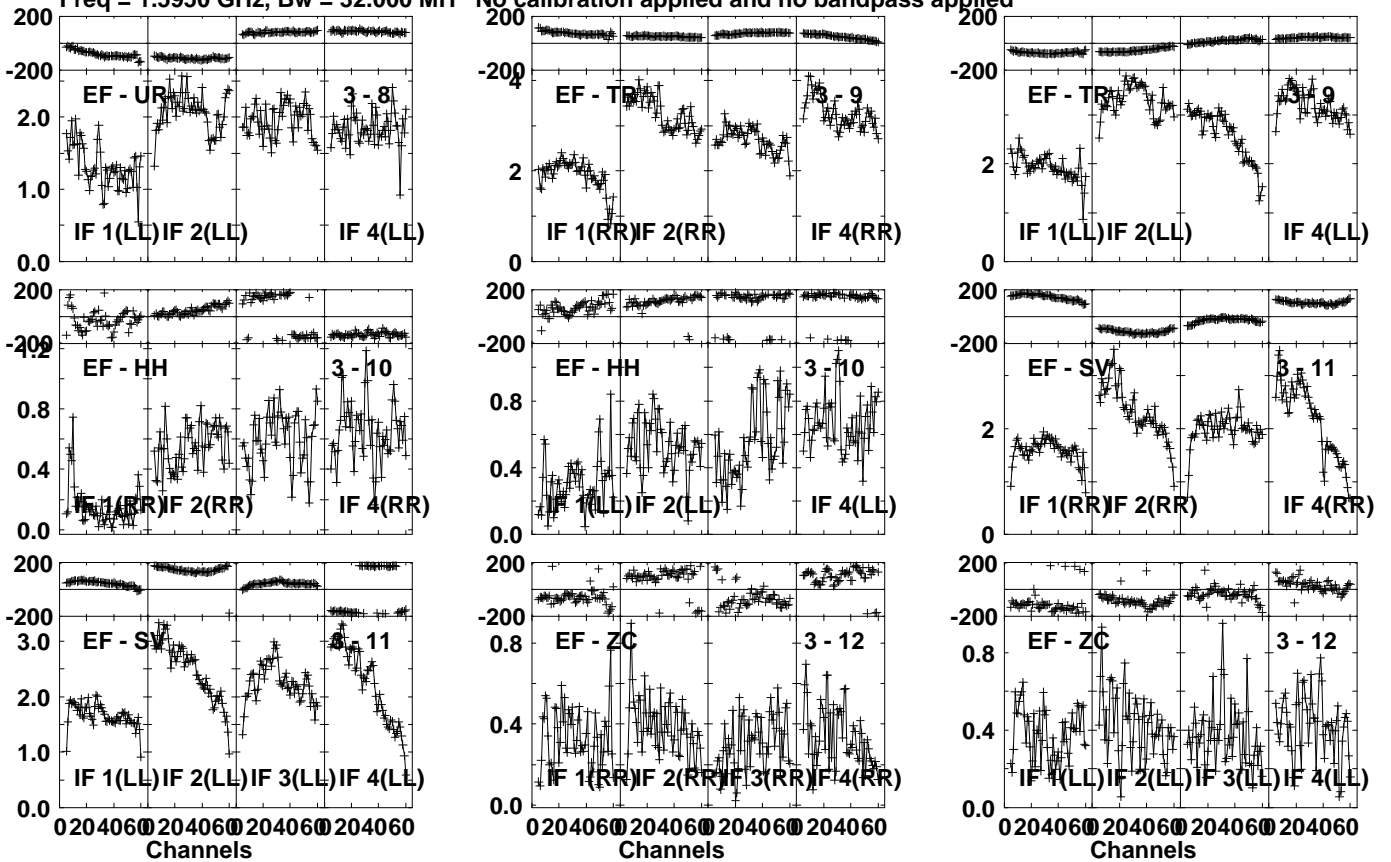 Freq = 1.5950 GHz, Bw = 32.000 MH No calibration applied and no bandpass applied
200
-200
EF - UR 3 - 8
2.0
1.0
0.0
IF 1(LL) IF 2(LL) IF 4(LL)
200
-200
4
EF - TR 3 - 9
2
0
IF 1(RR) IF 2(RR) IF 4(RR)
200
-200
EF - TR 3 - 9
2
0
IF 1(LL) IF 2(LL) IF 4(LL)
200
-200
1.2
EF - HH 3 - 10
0.8
0.4
0.0
IF 1(RR) IF 2(RR) IF 4(RR)
200
-200
EF - HH 3 - 10
0.8
0.4
0.0
IF 1(LL) IF 2(LL) IF 4(LL)
200
-200
EF - SV 3 - 11
2
0
IF 1(RR) IF 2(RR) IF 4(RR)
200
-200
EF - SV 3 - 11
3.0
2.0
1.0
0.0
IF 1(LL) IF 2(LL) IF 3(LL) IF 4(LL)
0 20 40 60 0 20 40 60 0 20 40 60 0 20 40 60
Channels
200
-200
EF - ZC 3 - 12
0.8
0.4
0.0
IF 1(RR) IF 2(RR) IF 3(RR) IF 4(RR)
0 20 40 60 0 20 40 60 0 20 40 60 0 20 40 60
Channels
200
-200
EF - ZC 3 - 12
0.8
0.4
0.0
IF 1(LL) IF 2(LL) IF 3(LL) IF 4(LL)
0 20 40 60 0 20 40 60 0 20 40 60 0 20 40 60
Channels